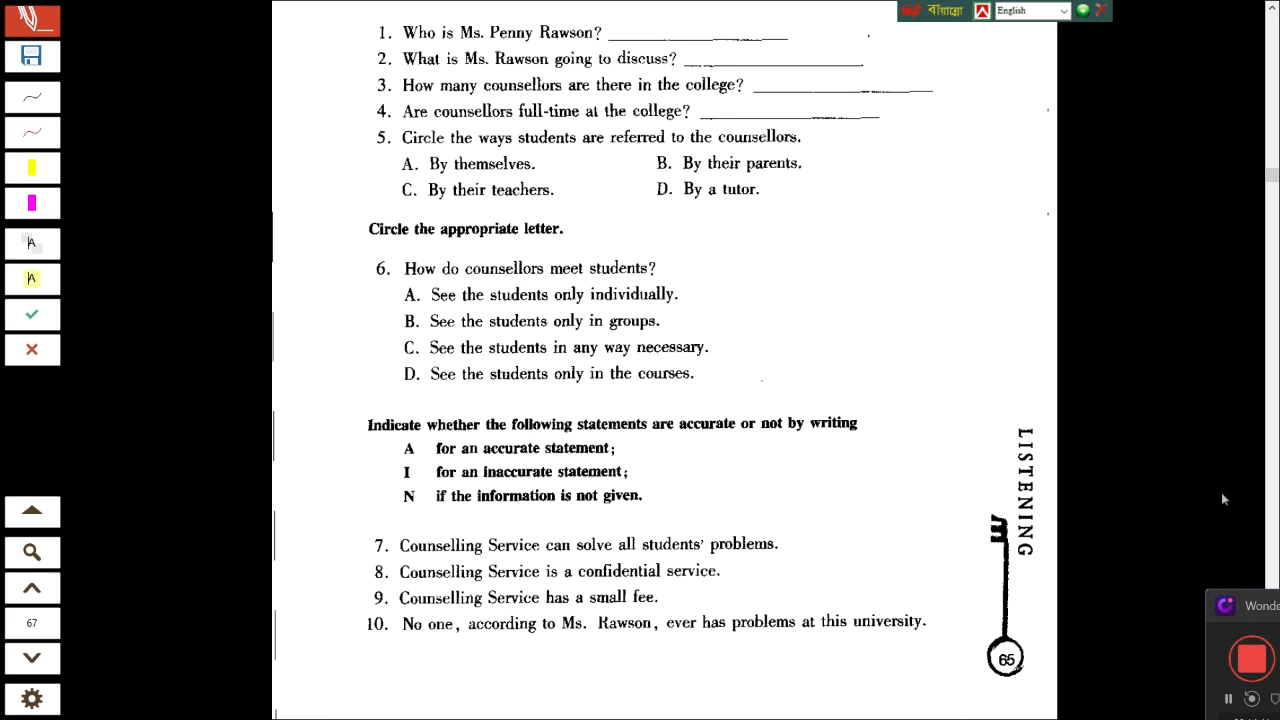 বায়ান্নো
English
1. Who is Ms. Penny Rawson?
2. What is Ms. Rawson going to discuss?
3. How many counsellors are there in the college?
4. Are counsellors full-time at the college?
5. Circle the ways students are referred to the counsellors.
A. By themselves. B. By their parents.
C. By their teachers. D. By a tutor.
Circle the appropriate letter.
6. How do counsellors meet students?
A. See the students only individually.
B. See the students only in groups.
C. See the students in any way necessary.
D. See the students only in the courses.
Indicate whether the following statements are accurate or not by writing
A for an accurate statement;
I for an inaccurate statement;
N if the information is not given.
7. Counselling Service can solve all students' problems.
8. Counselling Service is a confidential service.
9. Counselling Service has a small fee.
10. No one, according to Ms. Rawson, ever has problems at this university.
LISTENING
65
A
A
67
Wonde